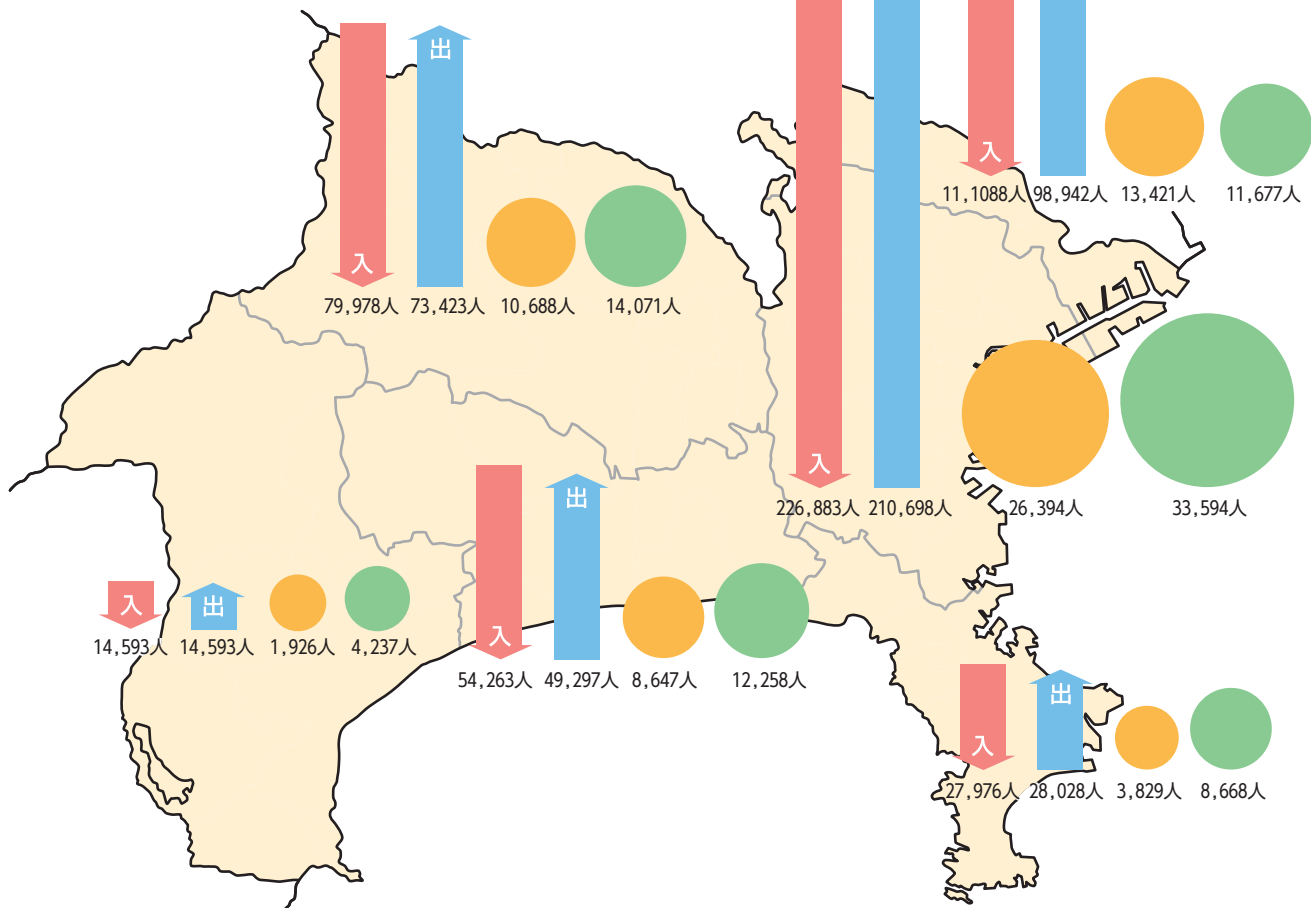 出
入
79,978人 73,423人 10,688人 14,071人
入
11,1088人 98,942人 13,421人 11,677人
入
226,883人 210,698人 26,394人 33,594人
入 出
14,593人 14,593人 1,926人 4,237人
出
入
54,263人 49,297人 8,647人 12,258人
出
入
27,976人 28,028人 3,829人 8,668人